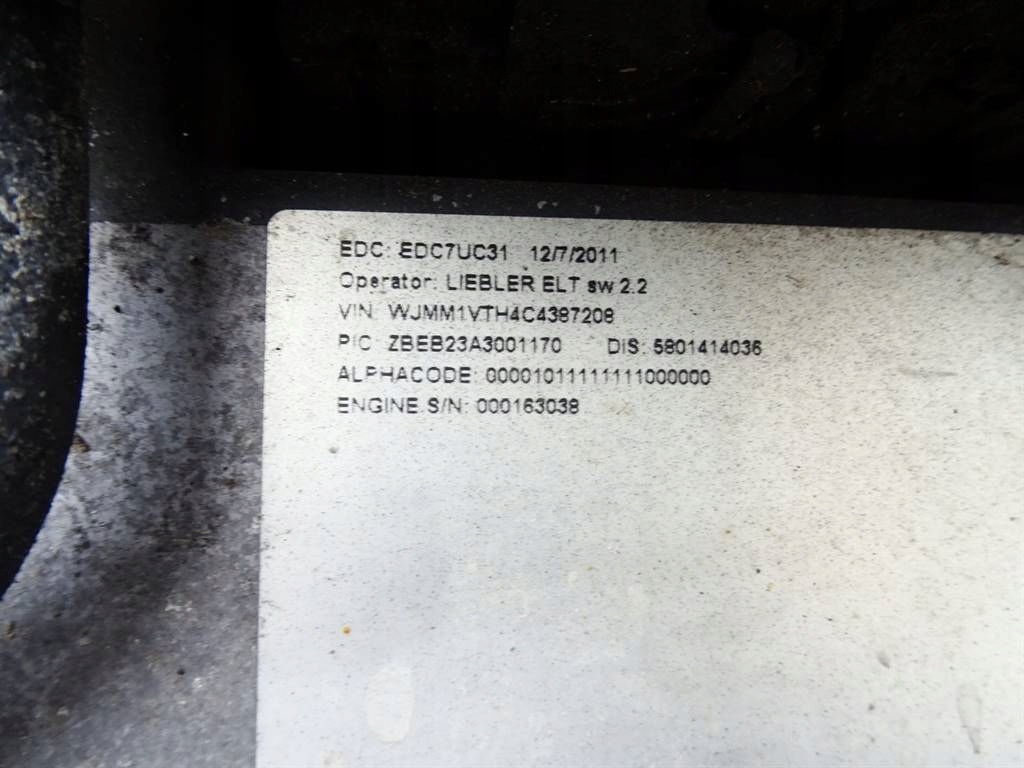 EDC: EDC7UC31 12/7/2011
Operator: LIEBLER ELT sw 2.2
VIN: WJMM1VTH4C4387208
PIC: ZBEB23A3001170 DIS: 5801414036
ALPHACODE: 00001011111111000000
ENGINE.S/N: 000163038